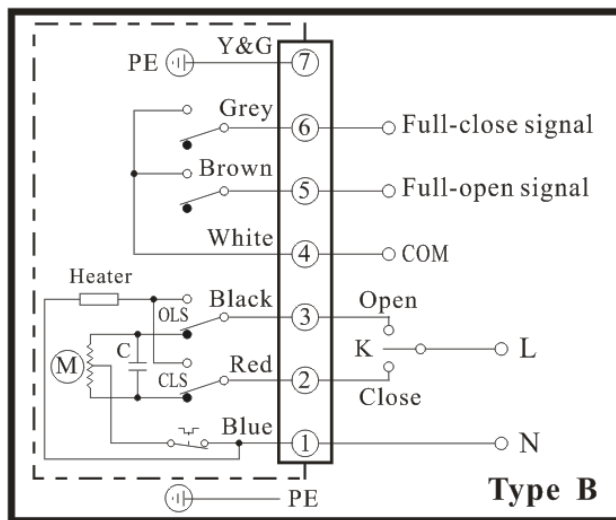 Y&G
PE 7
Grey
6 Full-close signal
Brown
5 Full-open signal
White
4 COM
Heater
OLS Black 3 Open
M C K L
CLS Red 2 Close
Blue 1 N
PE Type B